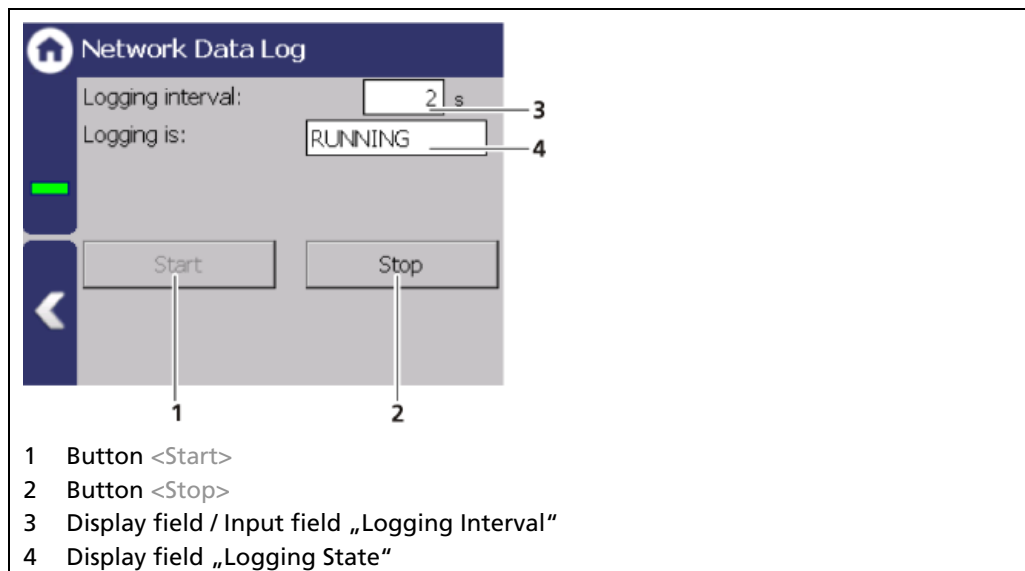 Network Data Log
Logging interval: 2 s
3
Logging is: RUNNING
4
Start Stop
1 2
1 Button <Start>
2 Button <Stop>
3 Display field / Input field „Logging Interval“
4 Display field „Logging State“